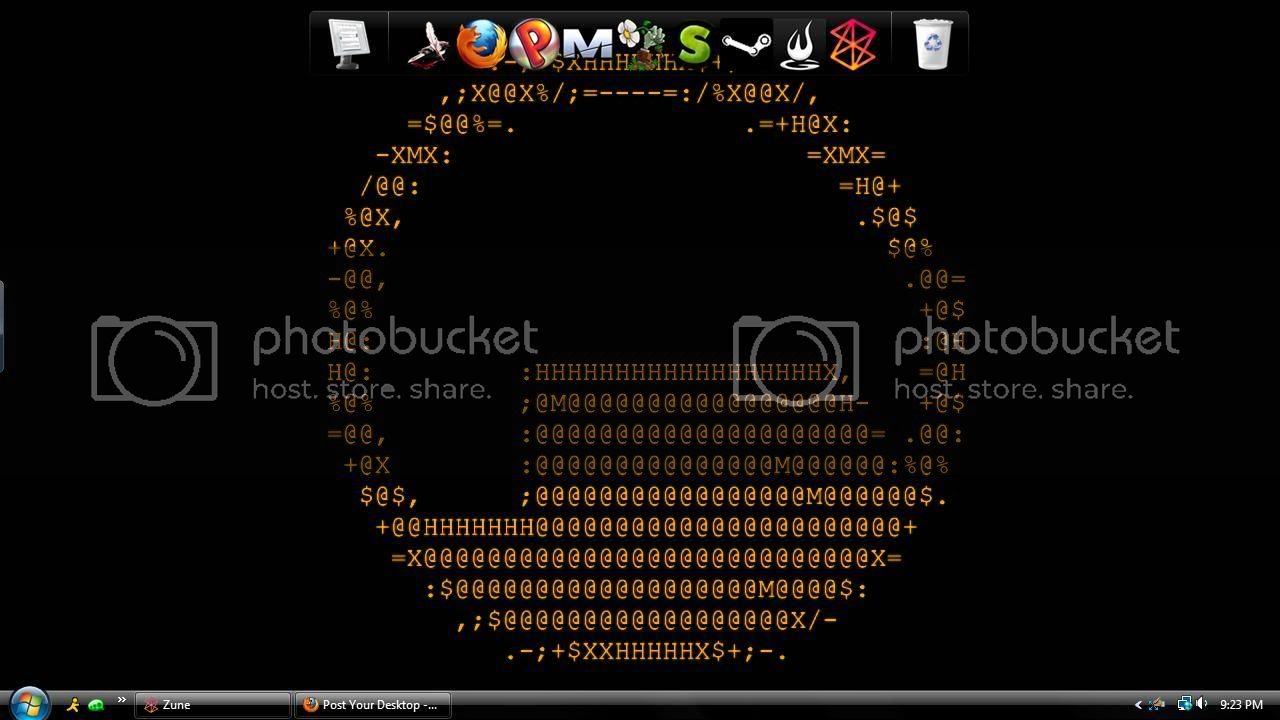 .-;+$XHHHHHHX$+;-.
,;X@@X%/;=----=:/%X@@X/,
=$@@%=. .=+H@X:
-XMX: =XMX=
/@@: =H@+
%@X, .$@$
+@X. $@%
-@@, .@@=
%@% +@$
H@: :@H
H@: :HHHHHHHHHHHHHHHHHHX, =@H
%@% ;@M@@@@@@@@@@@@@@@@@H- +@$
=@@, :@@@@@@@@@@@@@@@@@@@@@= .@@:
+@X :@@@@@@@@@@@@@@@M@@@@@@:%@%
$@$, ;@@@@@@@@@@@@@@@@@M@@@@@@$.
+@@HHHHHHH@@@@@@@@@@@@@@@@@@@@@@@+
=X@@@@@@@@@@@@@@@@@@@@@@@@@@@@X=
:$@@@@@@@@@@@@@@@@@@@M@@@@$:
,;$@@@@@@@@@@@@@@@@@@X/-
.-;+$XXHHHHHX$+;-.
photobucket photobucket
host. store. share. host. store. share.
Zune Post Your Desktop -... 9:23 PM